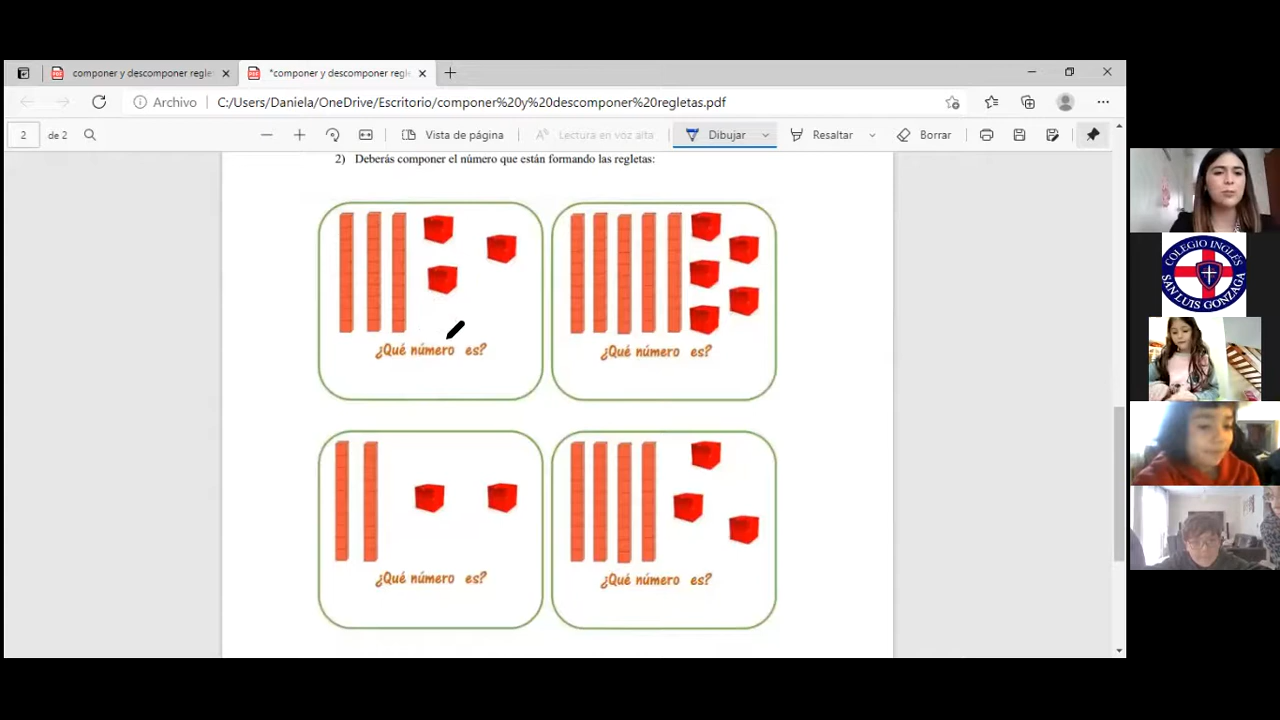 componer y descomponer regle
*componer y descomponer regle
Archivo
C:/Users/Daniela/OneDrive/Escritorio/componer%20y%20descomponer%20regletas.pdf
2 de 2
Vista de página
Lectura en voz alta
Dibujar
Resaltar
Borrar
2) Deberás componer el número que están formando las regletas:
¿Qué número es?
¿Qué número es?
¿Qué número es?
¿Qué número es?
COLEGIO INGLÉS
SAN LUIS GONZAGA